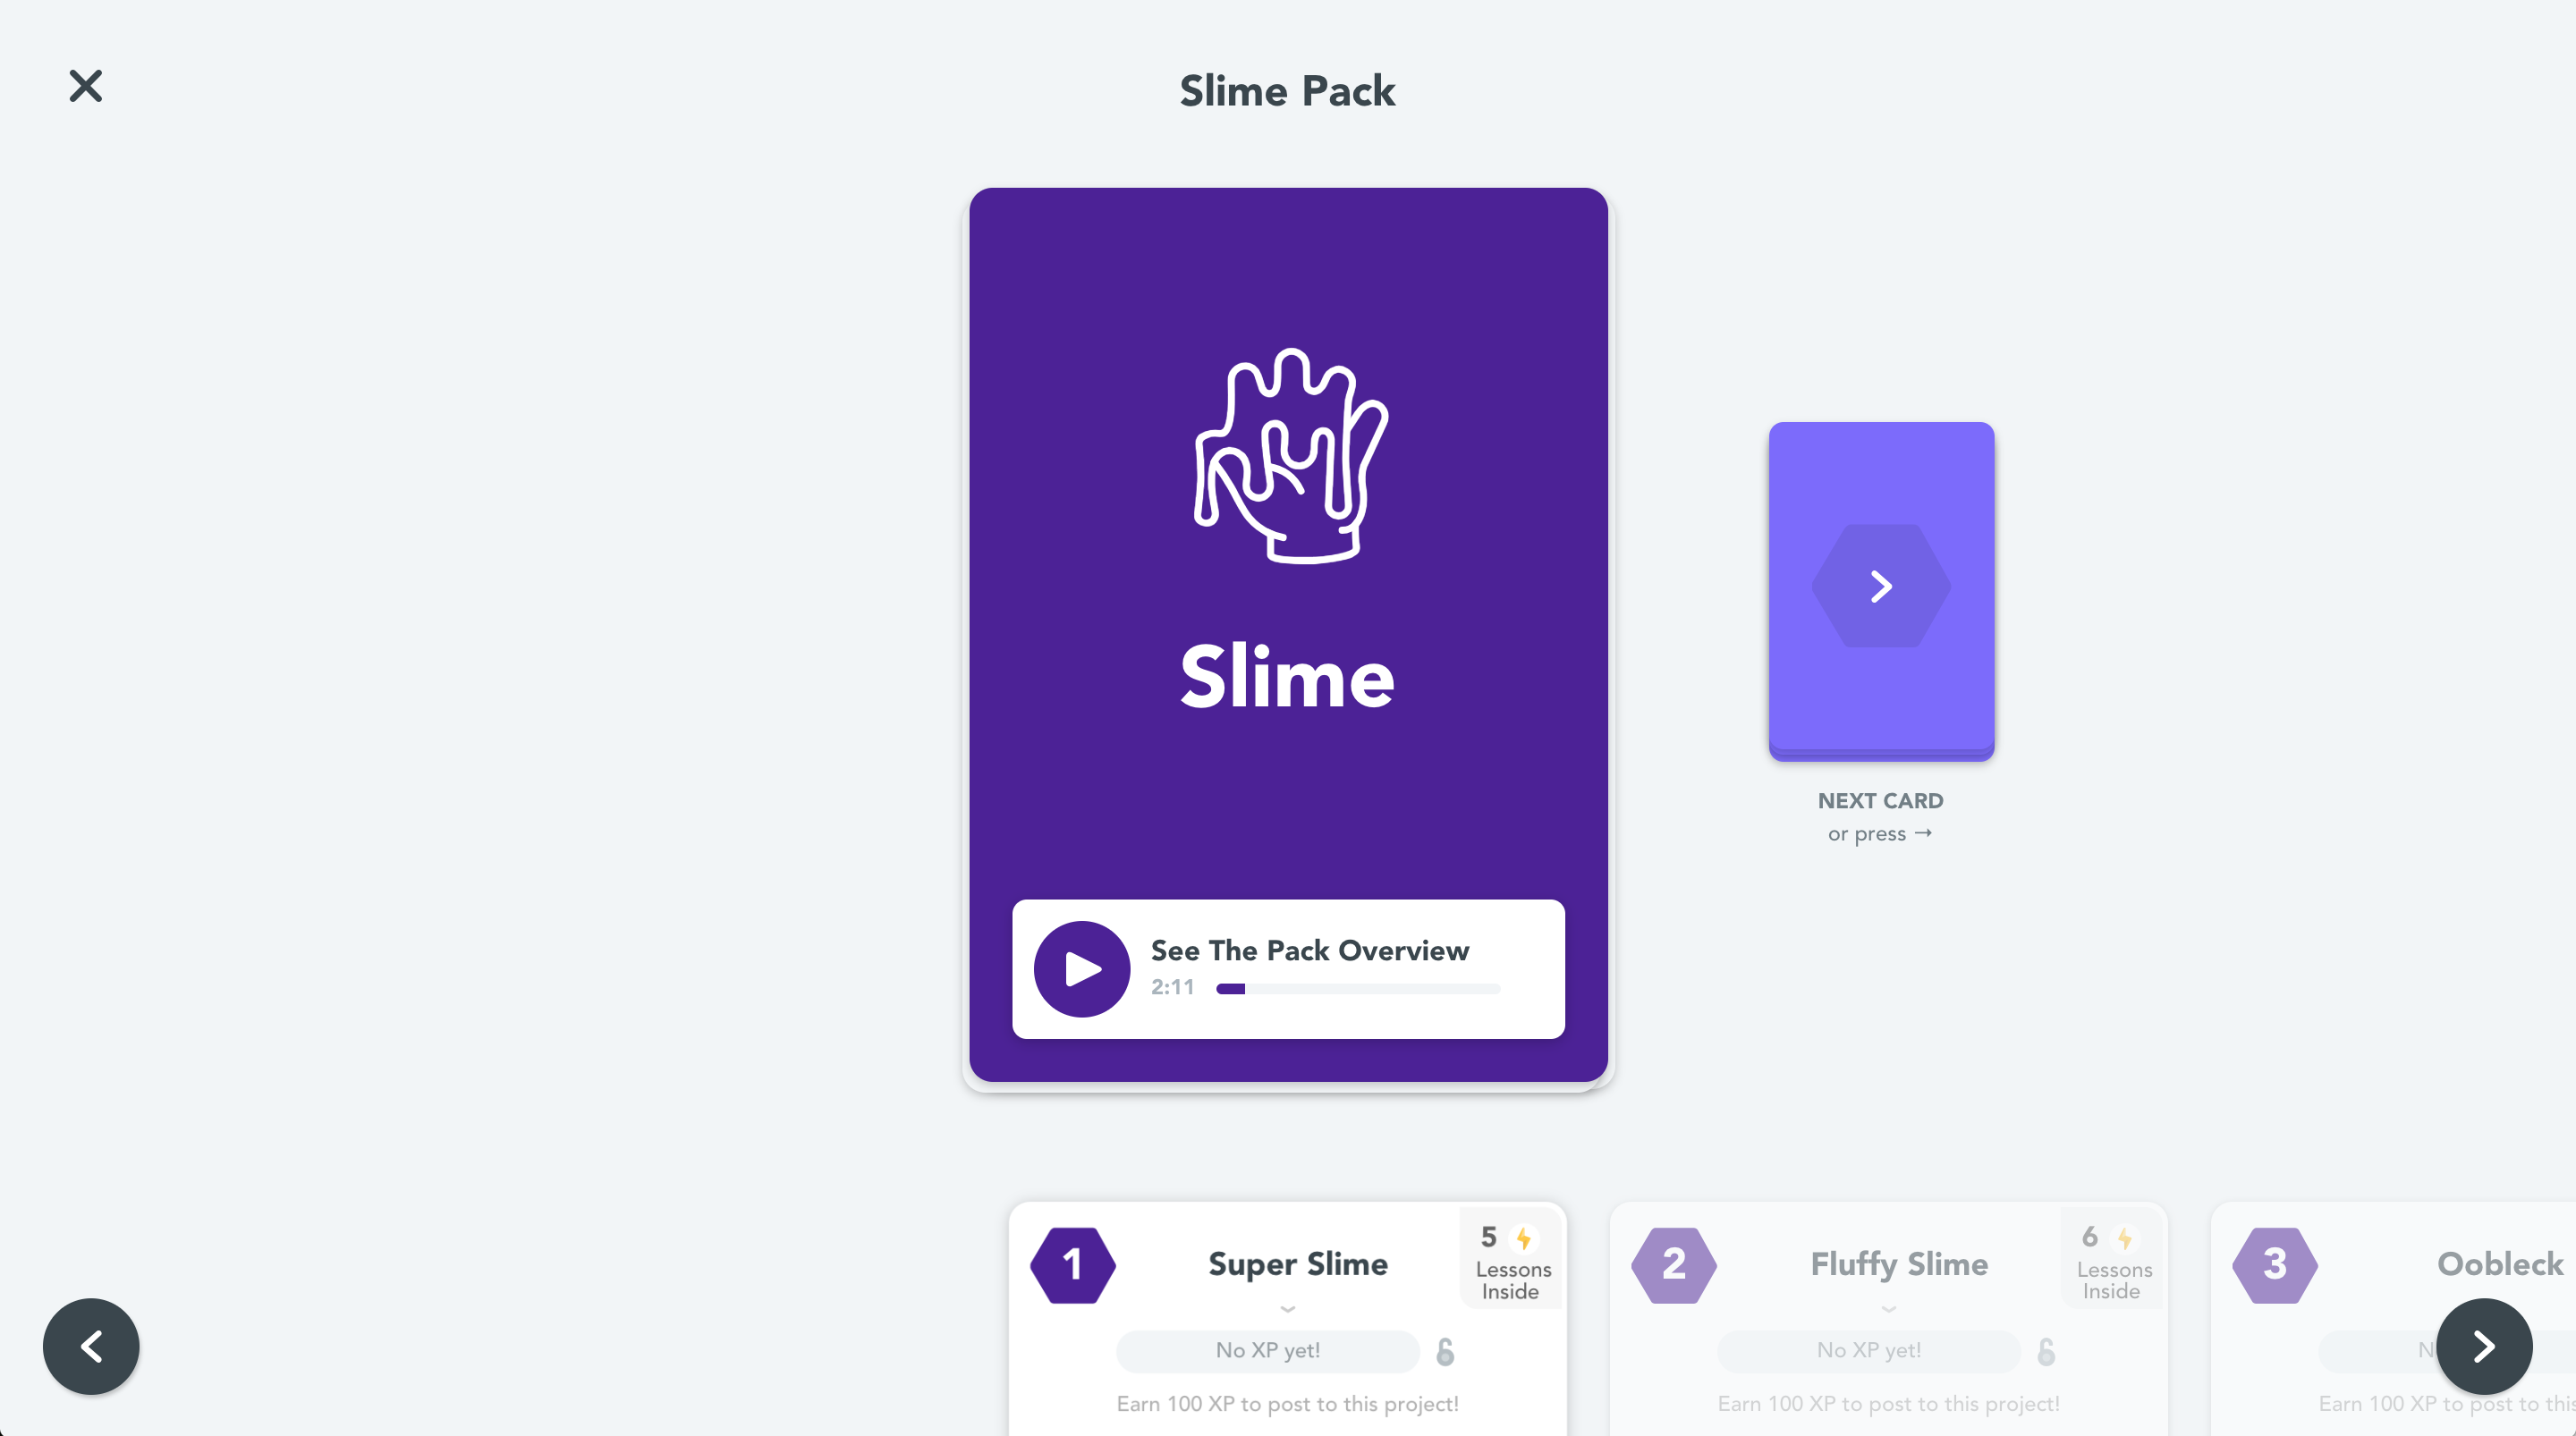 Slime Pack
Slime
See The Pack Overview
2:11
NEXT CARD
or press →
1
Super Slime
5
Lessons
Inside
No XP yet!
Earn 100 XP to post to this project!
2
Fluffy Slime
6
Lessons
Inside
No XP yet!
Earn 100 XP to post to this project!
3
Oobleck
Earn 100 XP to post to this